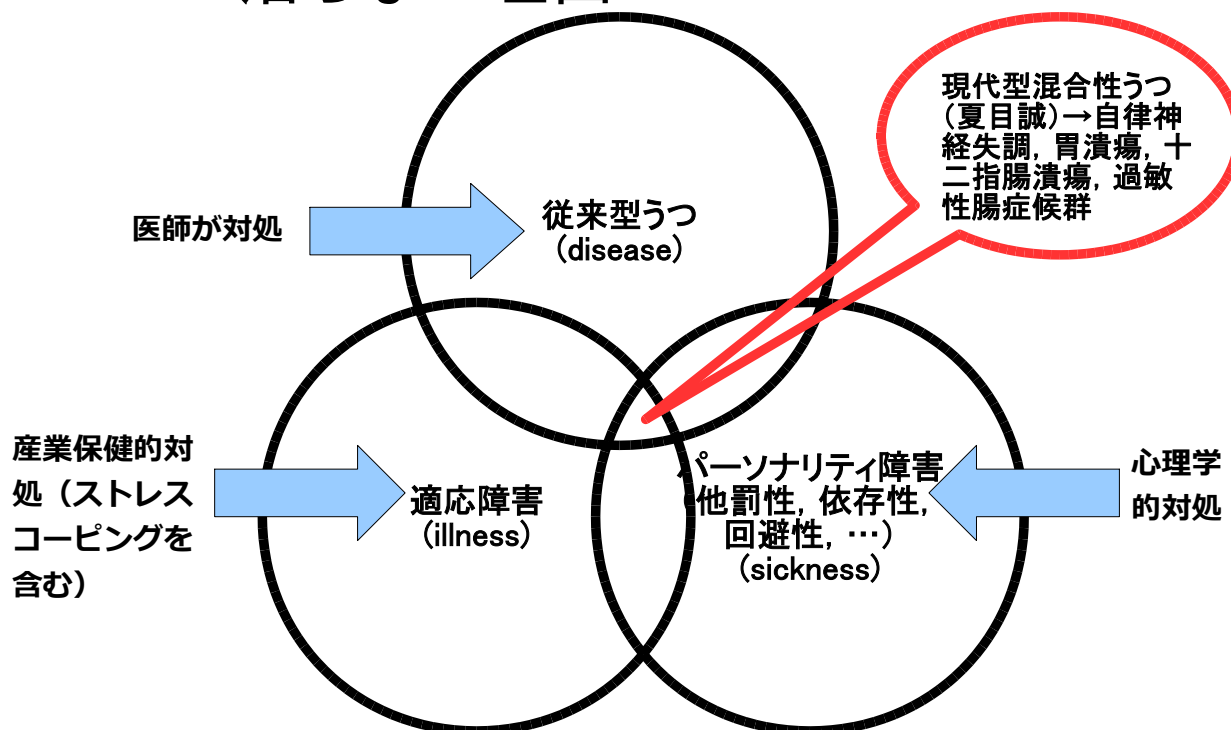 現代型混合性うつ
（夏目誠）→自律神
経失調，胃潰瘍，十
二指腸潰瘍，過敏
性腸症候群
医師が対処
従来型うつ
(disease)
産業保健的対
処（ストレス
コーピングを
含む）
適応障害
(illness)
パーソナリティ障害
(他罰性，依存性，
回避性，…)
(sickness)
心理学
的対処